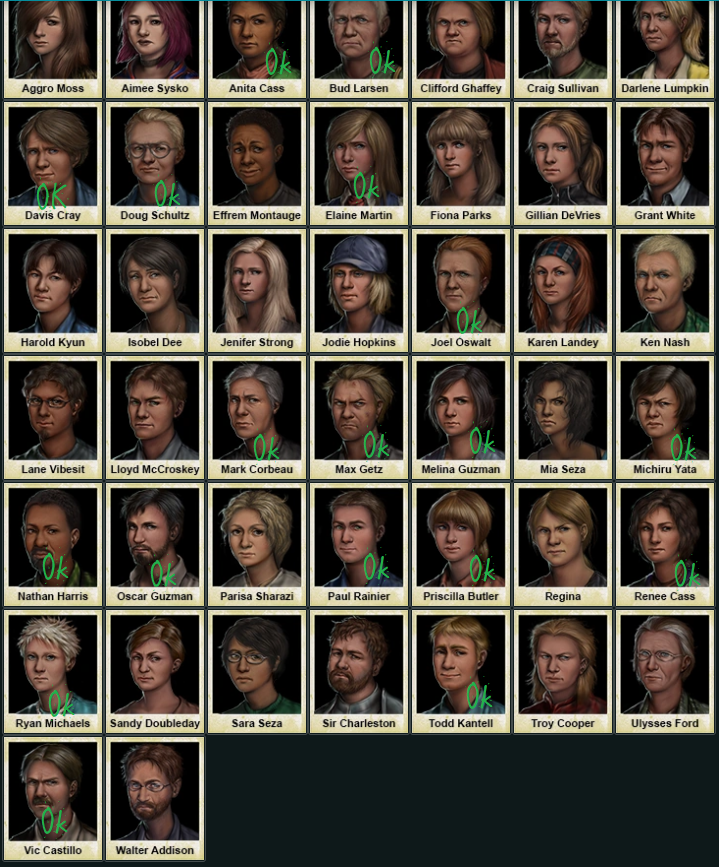 Ok Ok
Aggro Moss Aimee Sysko Anita Cass Bud Larsen Clifford Ghaffey Craig Sullivan Darlene Lumpkin
OK Ok Ok
Davis Cray Doug Schultz Effrem Montauge Elaine Martin Fiona Parks Gillian DeVries Grant White
Ok
Harold Kyun Isobel Dee Jenifer Strong Jodie Hopkins Joel Oswalt Karen Landey Ken Nash
Ok Ok Ok Ok
Lane Vibesit Lloyd McCroskey Mark Corbeau Max Getz Melina Guzman Mia Seza Michiru Yata
Ok Ok Ok Ok Ok
Nathan Harris Oscar Guzman Parisa Sharazi Paul Rainier Priscilla Butler Regina Renee Cass
Ok Ok
Ryan Michaels Sandy Doubleday Sara Seza Sir Charleston Todd Kantell Troy Cooper Ulysses Ford
Ok
Vic Castillo Walter Addison